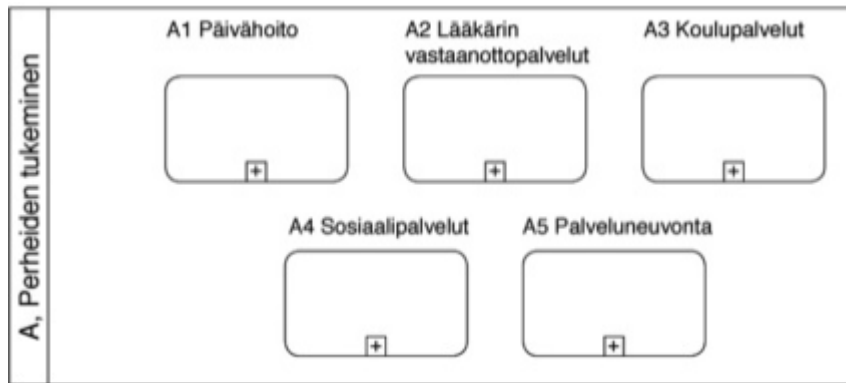 A, Perheiden tukeminen
A1 Päivähoito
A2 Lääkärin
vastaanottopalvelut
A3 Koulupalvelut
A4 Sosiaalipalvelut
A5 Palveluneuvonta